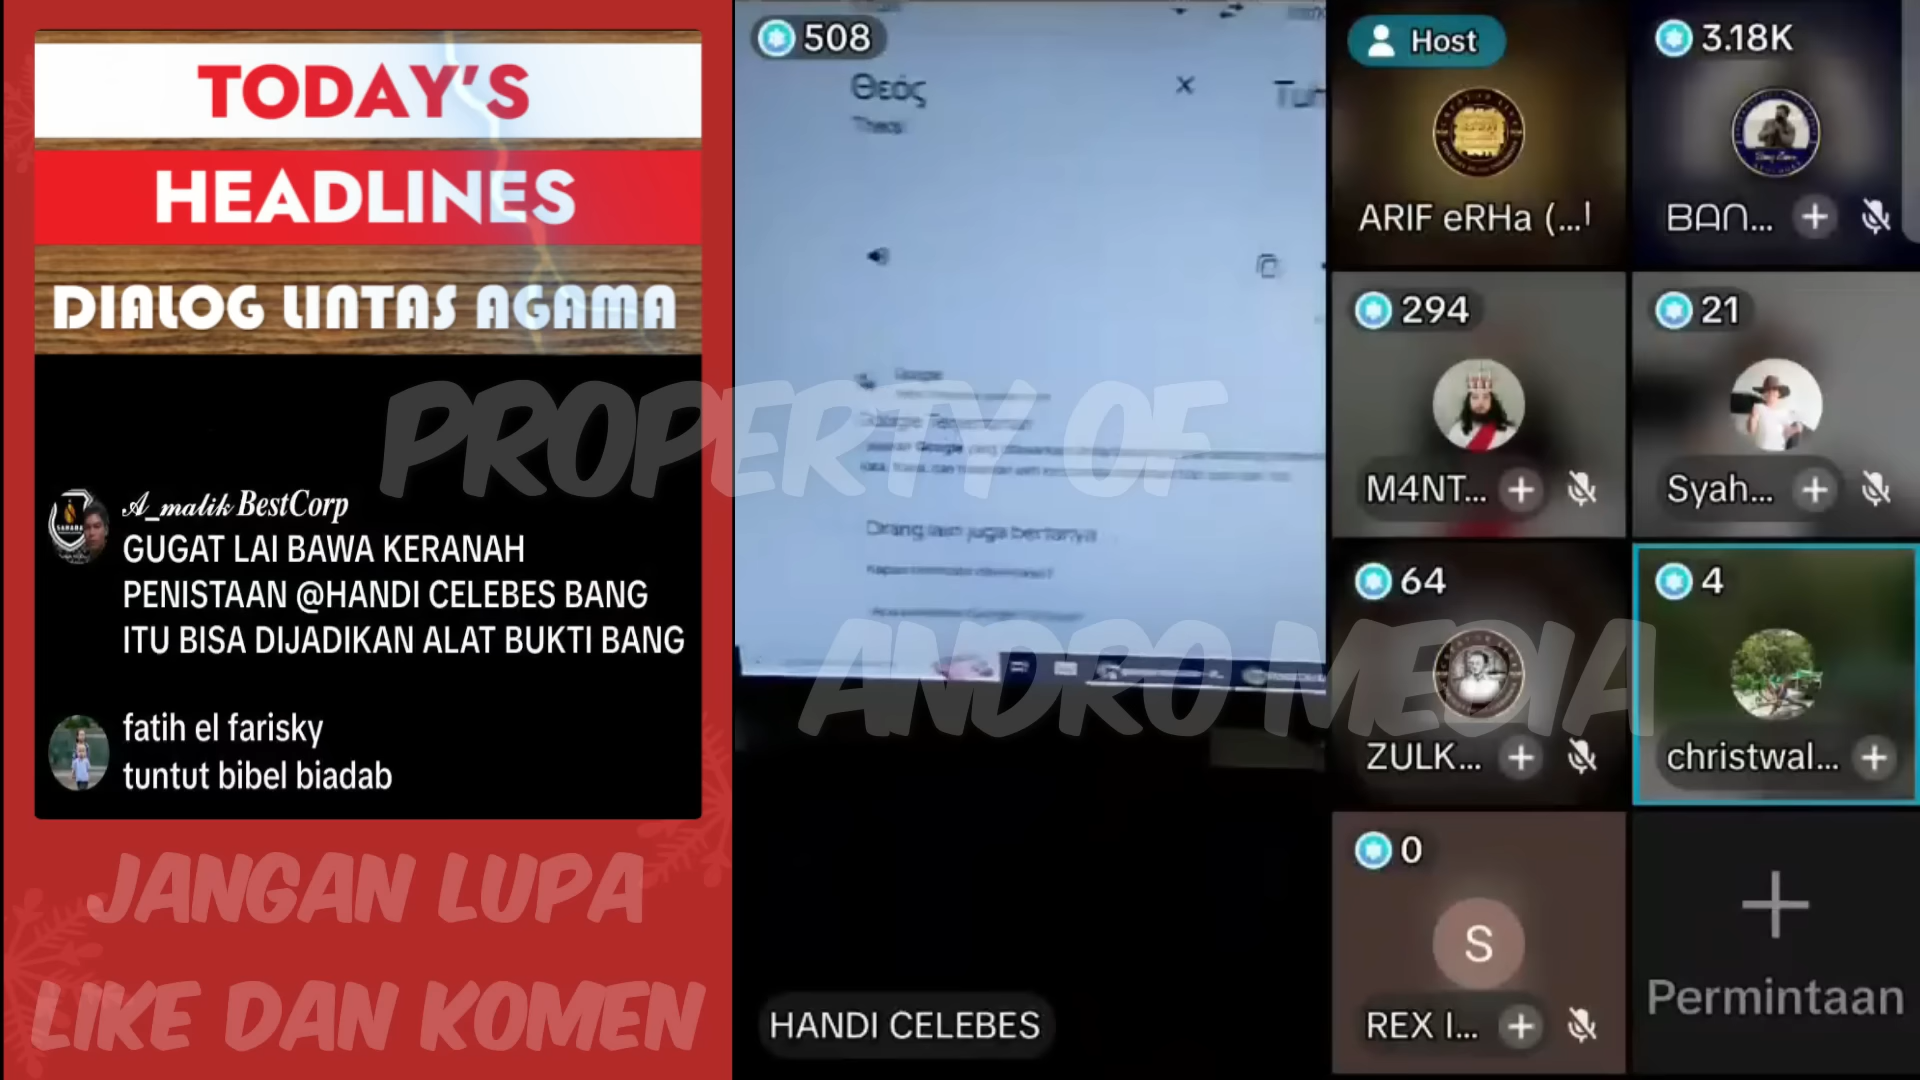 TODAY'S
HEADLINES
DIALOG LINTAS AGAMA
A_malik BestCorp
GUGAT LAI BAWA KERANAH
PENISTAAN @HANDI CELEBES BANG
ITU BISA DIJADIKAN ALAT BUKTI BANG
fatih el farisky
tuntut bibel biadab
JANGAN LUPA
LIKE DAN KOMEN
PROPERTY OF
ANDRO MEDIA
508
Θεός
Theos
Google
Orang lain juga bertanya
HANDI CELEBES
Host
ARIF eRHa (...
3.18K
BAN...
294
M4NT...
21
Syah...
64
ZULK...
4
christwal...
0
S
REX I...
Permintaan